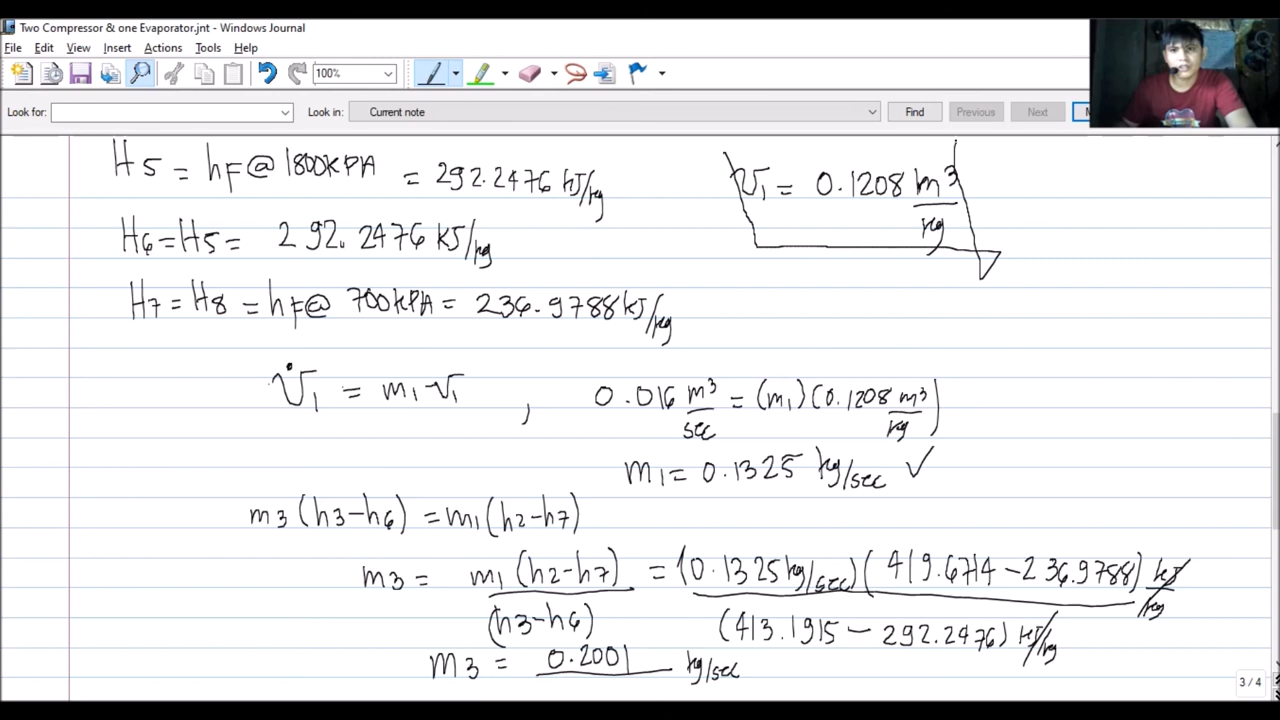 Two Compressor & one Evaporator.jnt - Windows Journal
File Edit View Insert Actions Tools Help
100%
Look for: Look in: Current note Find Previous Next
H5 = hF@ 1800KPA = 292.2476 kJ/kg
v1 = 0.1208 m³/kg
H6=H5= 292.2476 KJ/kg
H7=H8 = hF@ 700KPA = 236.9788 kJ/kg
V̇1 = m1v1 , 0.016 m³/sec = (m1)(0.1208 m³/kg)
m1= 0.1325 kg/sec ✓
m3(h3-h6) = m1(h2-h7)
m3 = m1(h2-h7)/(h3-h6) = (0.1325 kg/sec)(419.6714-236.9788) kJ/kg / (413.1915-292.2476) kJ/kg
m3 = 0.2001 kg/sec
3 / 4